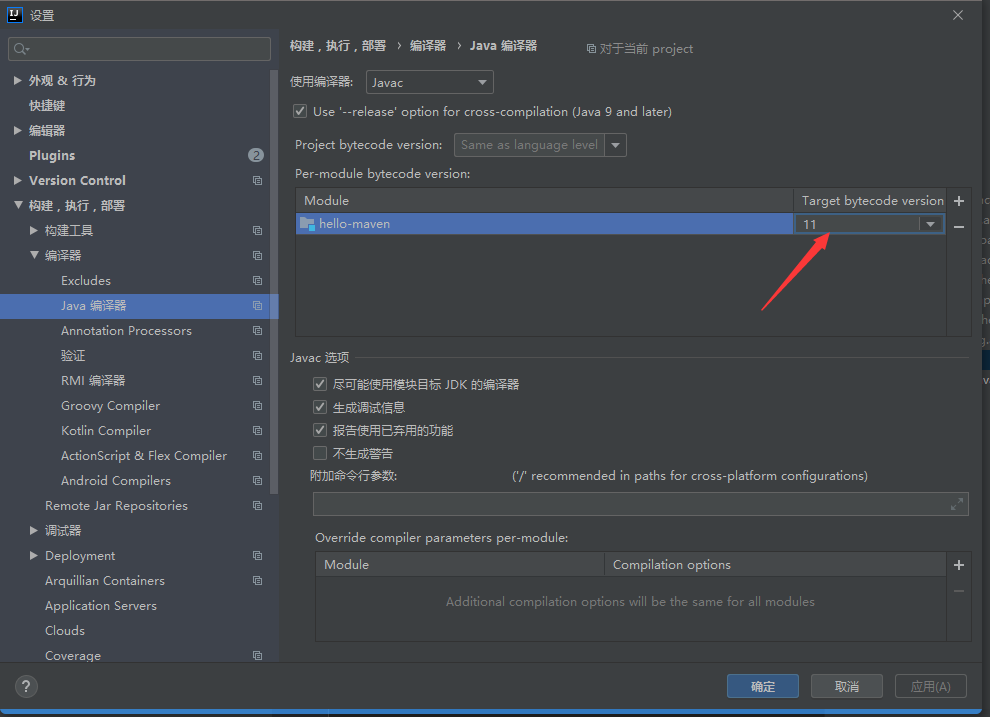 设置
外观 & 行为
快捷键
编辑器
Plugins
2
Version Control
构建，执行，部署
构建工具
编译器
Excludes
Java 编译器
Annotation Processors
验证
RMI 编译器
Groovy Compiler
Kotlin Compiler
ActionScript & Flex Compiler
Android Compilers
Remote Jar Repositories
调试器
Deployment
Arquillian Containers
Application Servers
Clouds
Coverage
构建，执行，部署 › 编译器 › Java 编译器
对于当前 project
使用编译器: Javac
Use '--release' option for cross-compilation (Java 9 and later)
Project bytecode version: Same as language level
Per-module bytecode version:
Module Target bytecode version
hello-maven 11
Javac 选项
尽可能使用模块目标 JDK 的编译器
生成调试信息
报告使用已弃用的功能
不生成警告
附加命令行参数: ('/' recommended in paths for cross-platform configurations)
Override compiler parameters per-module:
Module Compilation options
Additional compilation options will be the same for all modules
? 确定 取消 应用(A)